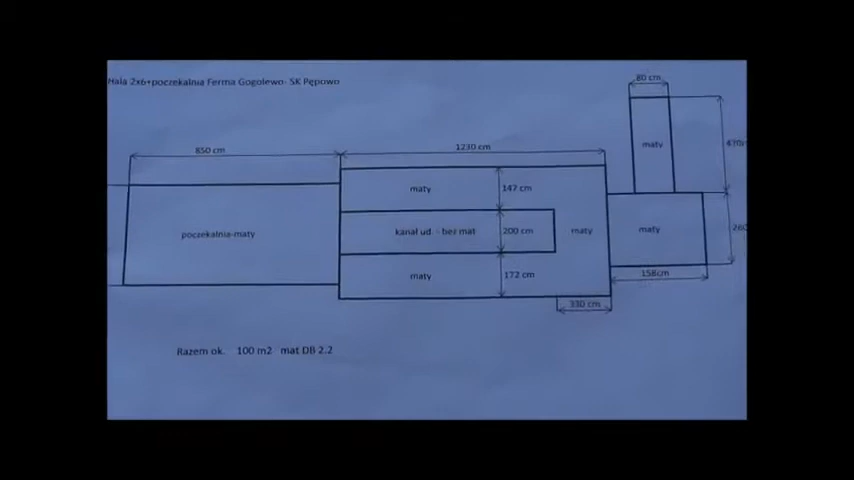 Hala 2x6+poczekalnia Ferma Gogolewo- SK Pępowo
80 cm
850 cm
1230 cm
maty
maty
147 cm
poczekalnia-maty
kanał ud. - bez mat
200 cm
maty
maty
maty
172 cm
158cm
330 cm
Razem ok. 100 m2 mat DB 2.2